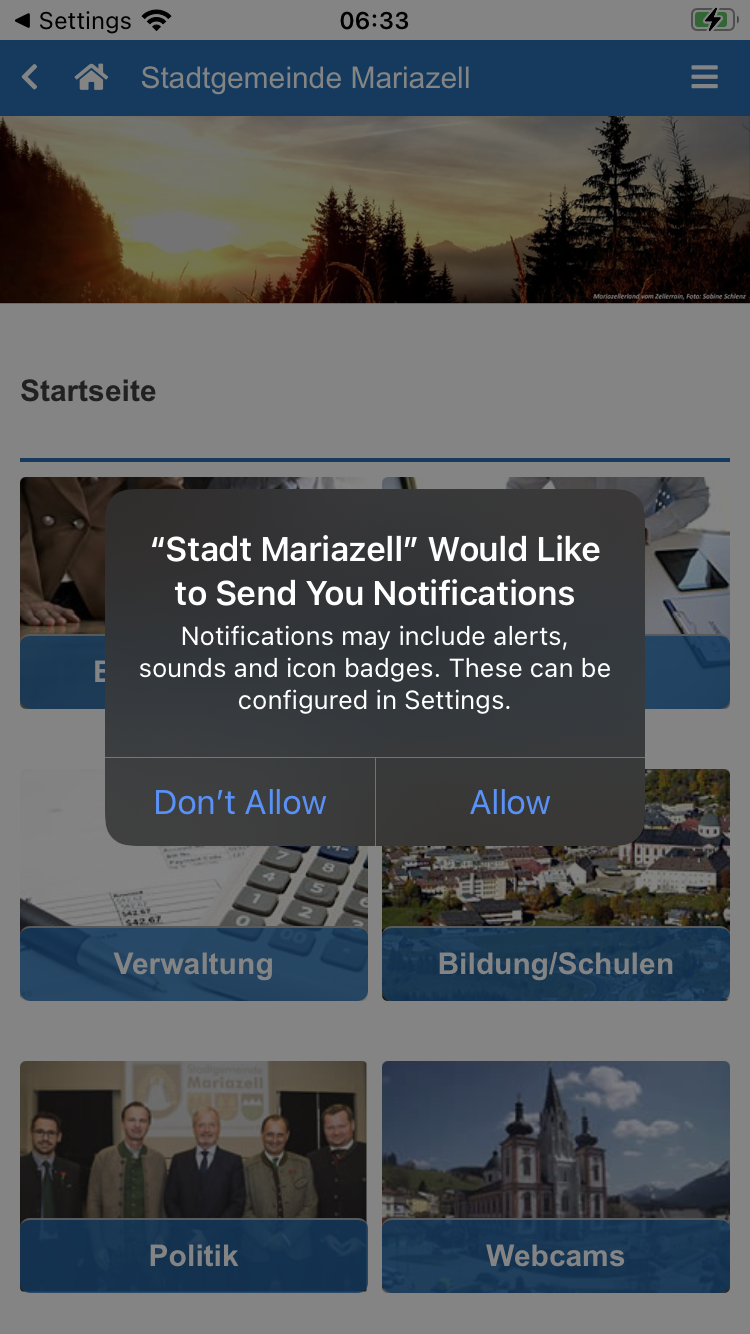 Settings
06:33
Stadtgemeinde Mariazell
Mariazellerland vom Zellerrain, Foto: Sabine Schlenz
Startseite
“Stadt Mariazell” Would Like
to Send You Notifications
Notifications may include alerts,
sounds and icon badges. These can be
configured in Settings.
Don’t Allow
Allow
Verwaltung
Bildung/Schulen
Stadtgemeinde
Mariazell
Politik
Webcams